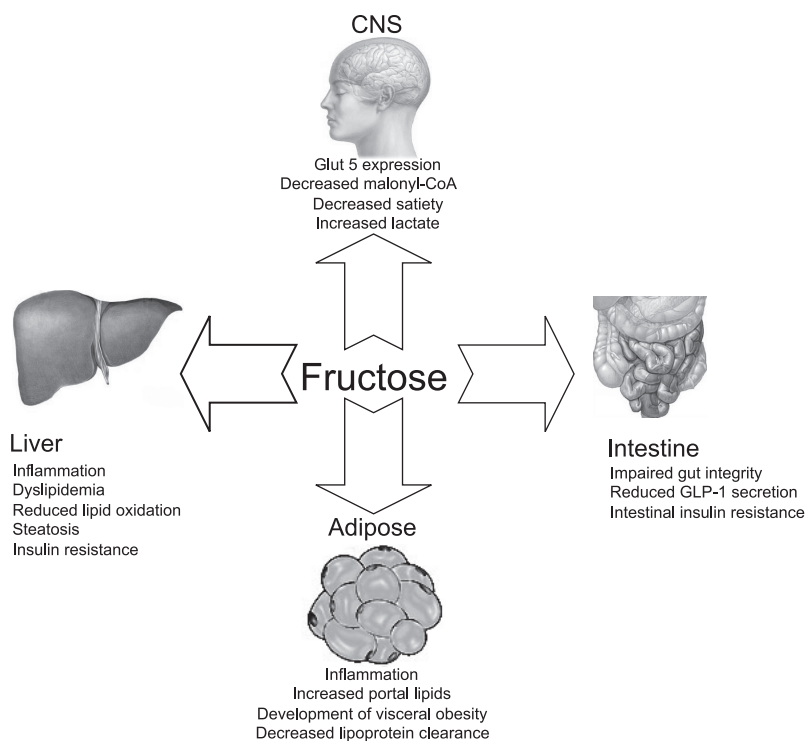 CNS
Glut 5 expression
Decreased malonyl-CoA
Decreased satiety
Increased lactate
Fructose
Liver
Inflammation
Dyslipidemia
Reduced lipid oxidation
Steatosis
Insulin resistance
Intestine
Impaired gut integrity
Reduced GLP-1 secretion
Intestinal insulin resistance
Adipose
Inflammation
Increased portal lipids
Development of visceral obesity
Decreased lipoprotein clearance